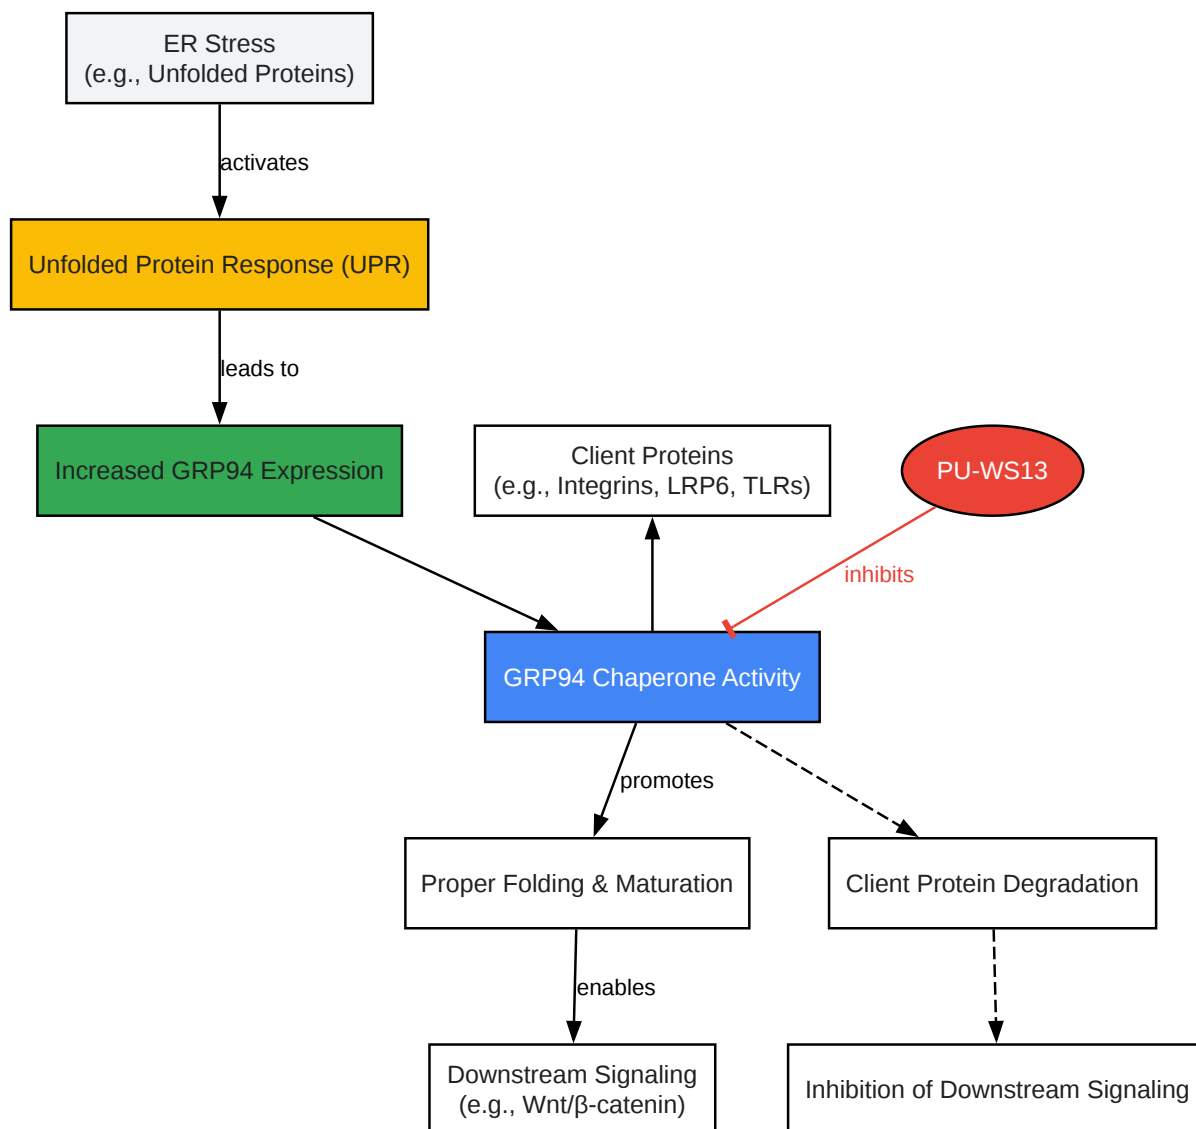 ER Stress
(e.g., Unfolded Proteins)
activates
Unfolded Protein Response (UPR)
leads to
Increased GRP94 Expression
Client Proteins
(e.g., Integrins, LRP6, TLRs)
PU-WS13
inhibits
GRP94 Chaperone Activity
promotes
Proper Folding & Maturation
Client Protein Degradation
enables
Downstream Signaling
(e.g., Wnt/β-catenin)
Inhibition of Downstream Signaling